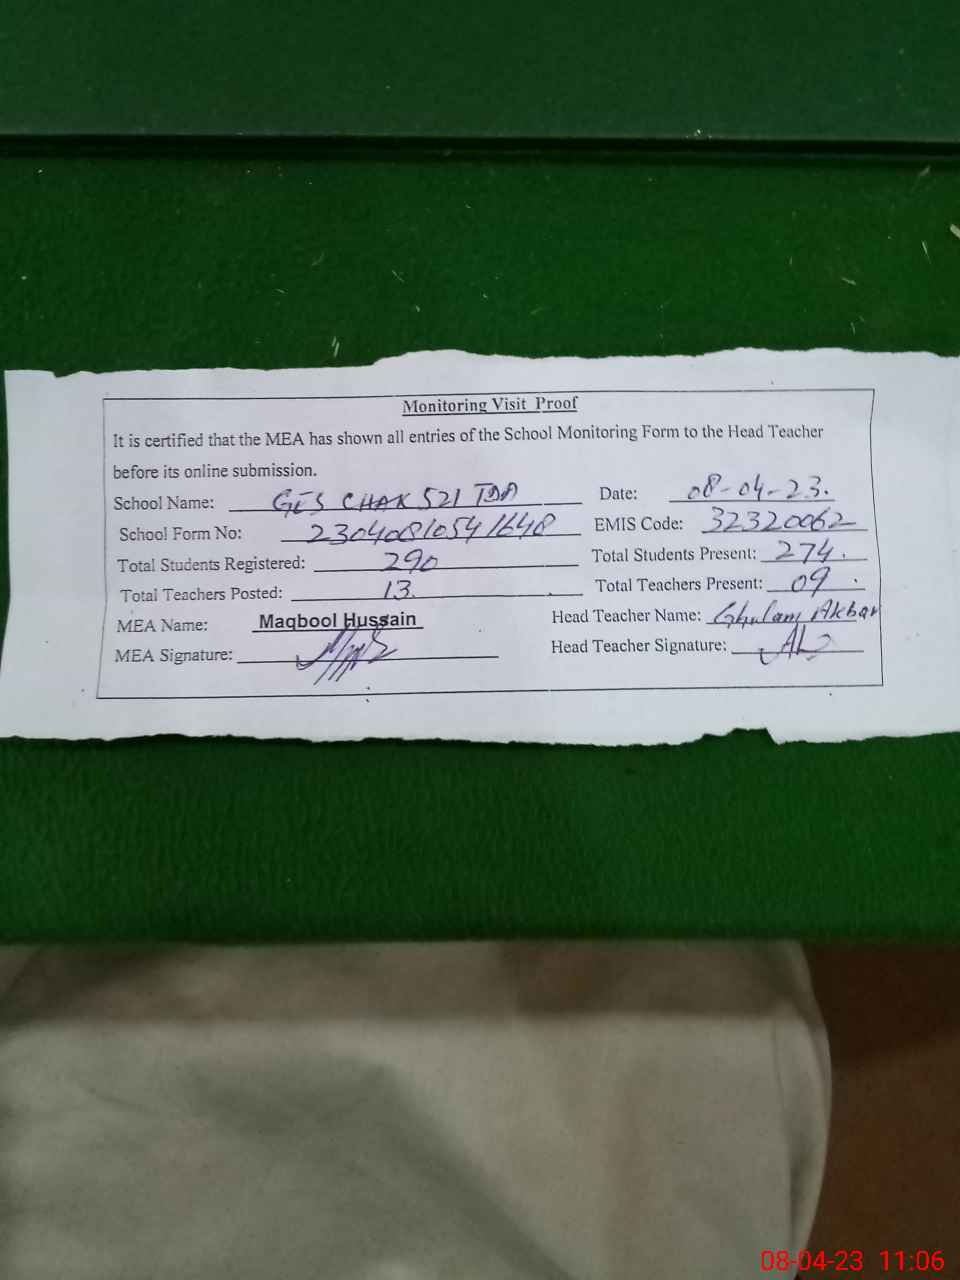 Monitoring Visit Proof
It is certified that the MEA has shown all entries of the School Monitoring Form to the Head Teacher
before its online submission.
School Name: GES CHAK 521 TDA Date: 08-04-23.
School Form No: 23040810541648 EMIS Code: 32320062
Total Students Registered: 290 Total Students Present: 274.
Total Teachers Posted: 13. Total Teachers Present: 09.
MEA Name: Maqbool Hussain Head Teacher Name: Ghulam Akbar
MEA Signature: Head Teacher Signature:
08-04-23 11:06